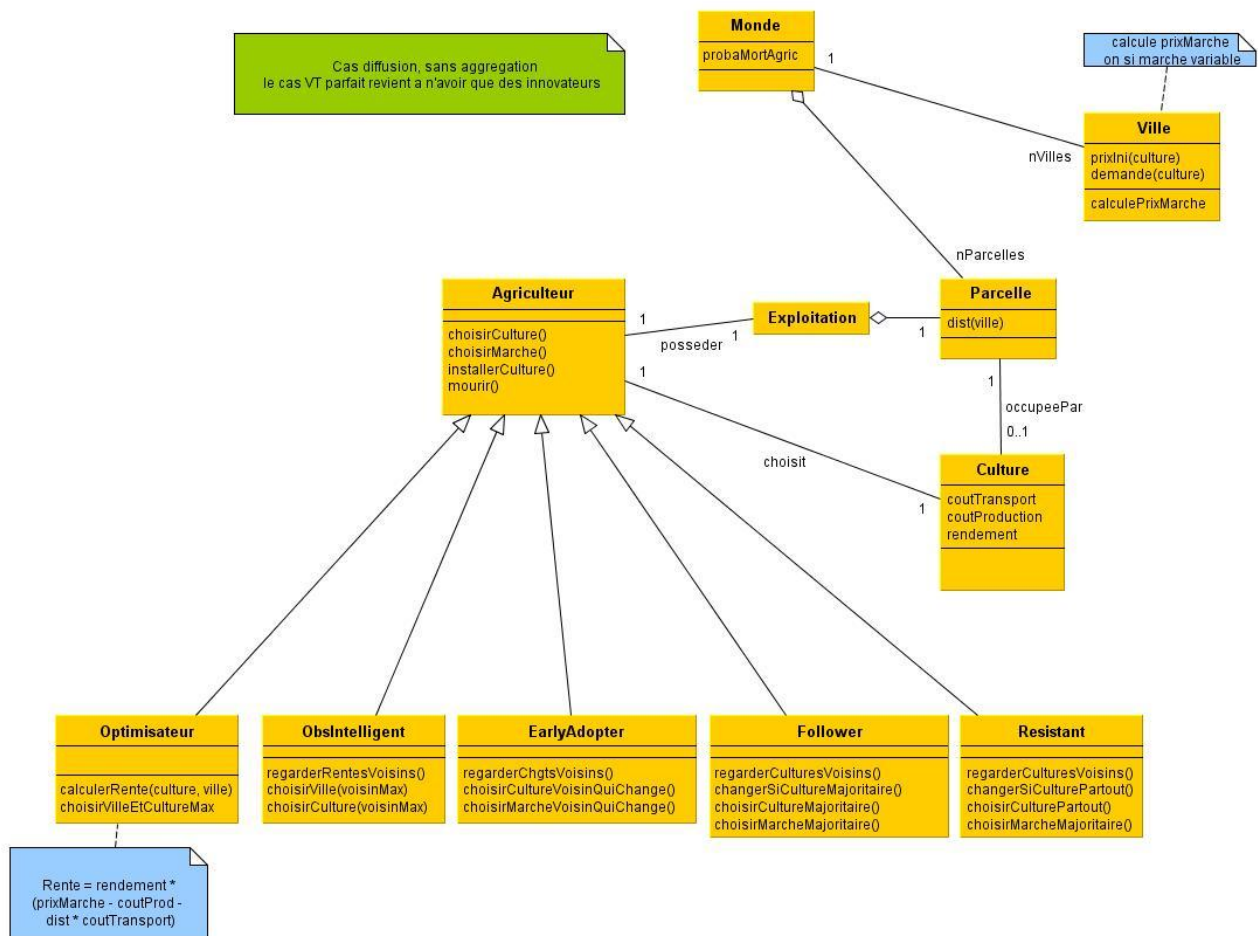 Cas diffusion, sans aggregation
le cas VT parfait revient a n'avoir que des innovateurs
Monde
probaMortAgric
1
nVilles
calcule prixMarche
on si marche variable
Ville
prixIni(culture)
demande(culture)
calculePrixMarche
nParcelles
Agriculteur
choisirCulture()
choisirMarche()
installerCulture()
mourir()
1
posseder
1
Exploitation
1
Parcelle
dist(ville)
1
occupeePar
0..1
1
choisit
1
Culture
coutTransport
coutProduction
rendement
Optimisateur
calculerRente(culture, ville)
choisirVilleEtCultureMax
ObsIntelligent
regarderRentesVoisins()
choisirVille(voisinMax)
choisirCulture(voisinMax)
EarlyAdopter
regarderChgtsVoisins()
choisirCultureVoisinQuiChange()
choisirMarcheVoisinQuiChange()
Follower
regarderCulturesVoisins()
changerSiCultureMajoritaire()
choisirCultureMajoritaire()
choisirMarcheMajoritaire()
Resistant
regarderCulturesVoisins()
changerSiCulturePartout()
choisirCulturePartout()
choisirMarcheMajoritaire()
Rente = rendement *
(prixMarche - coutProd -
dist * coutTransport)